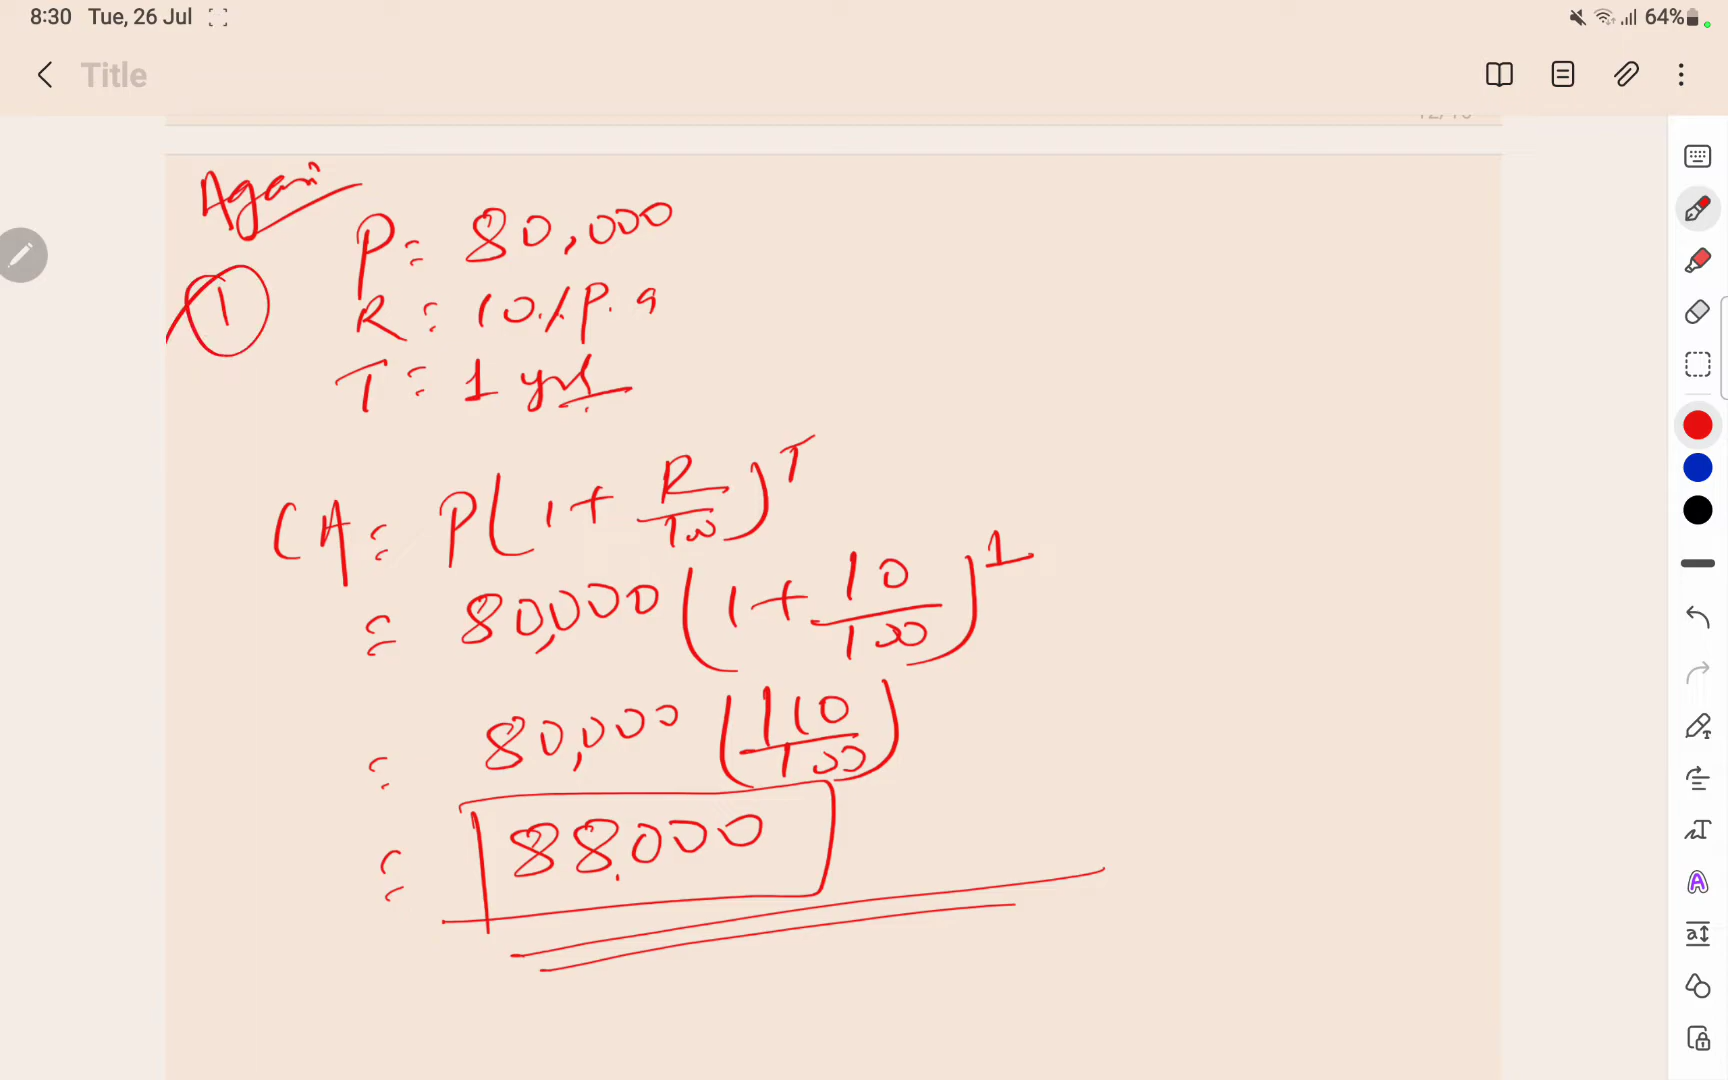 8:30 Tue, 26 Jul 64%
Title
Again
P = 80,000
1
R = 10% p.a
T = 1 yrs
CA = P(1 + R/100)^T
= 80,000 (1 + 10/100)^1
= 80,000 (110/100)
= 88,000